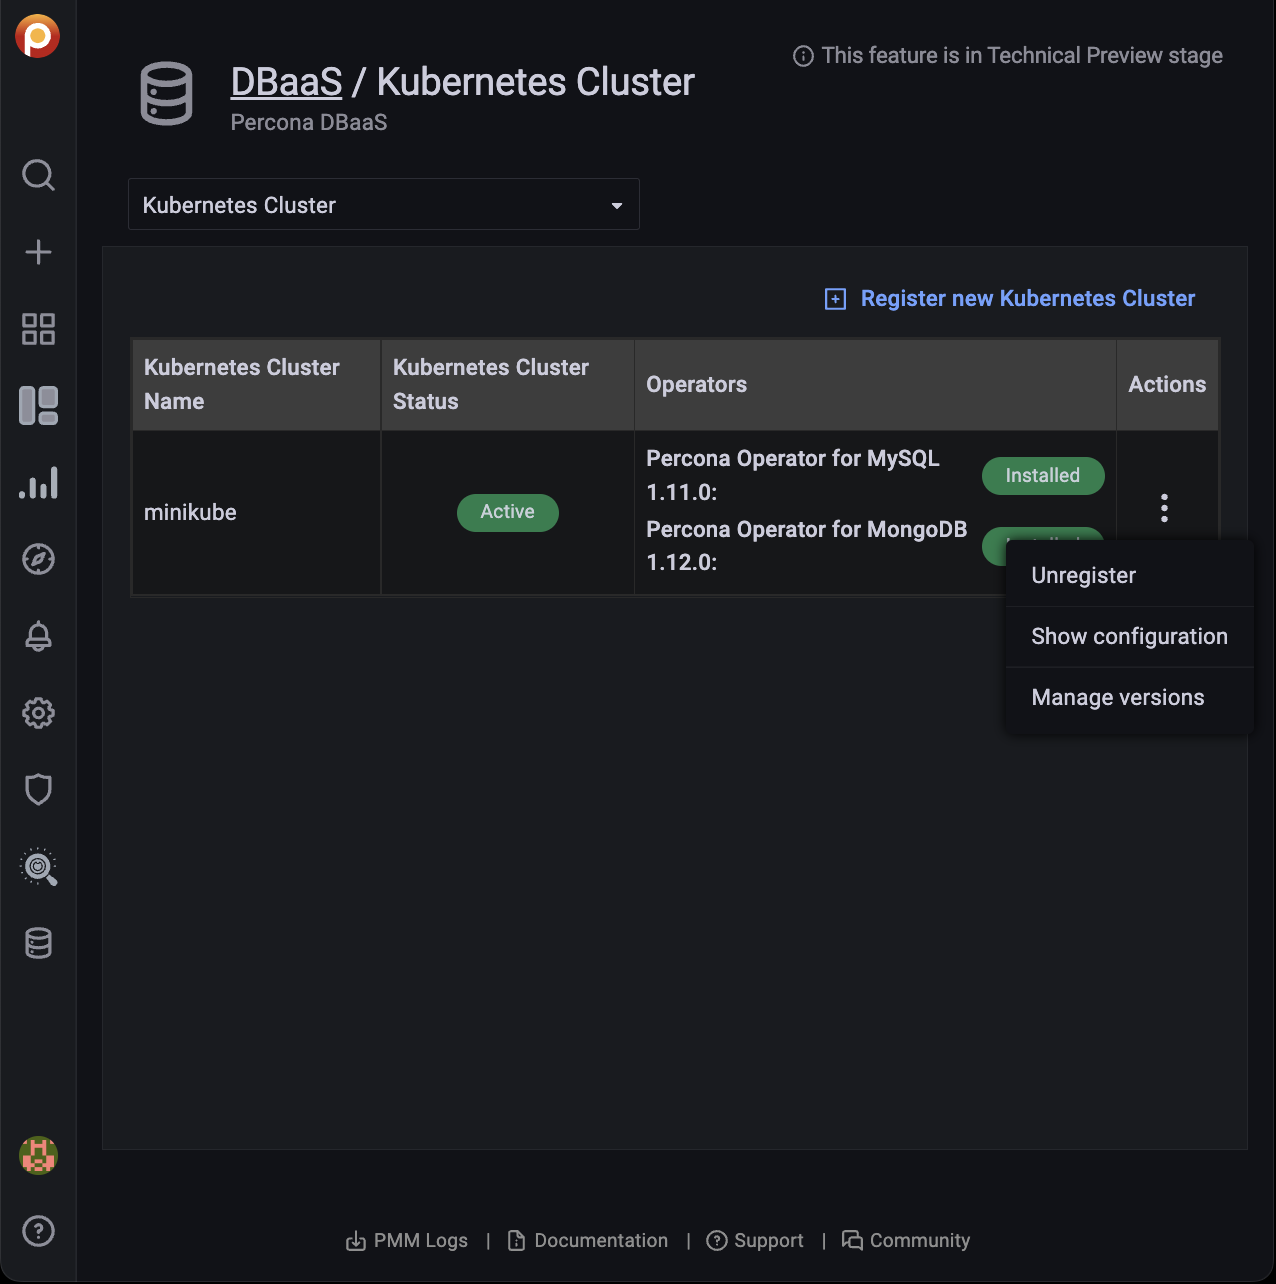 This feature is in Technical Preview stage
DBaaS / Kubernetes Cluster
Percona DBaaS
Kubernetes Cluster
Register new Kubernetes Cluster
Kubernetes Cluster
Name
Kubernetes Cluster
Status
Operators
Actions
minikube
Active
Percona Operator for MySQL
1.11.0:
Installed
Percona Operator for MongoDB
1.12.0:
Unregister
Show configuration
Manage versions
PMM Logs | Documentation | Support | Community